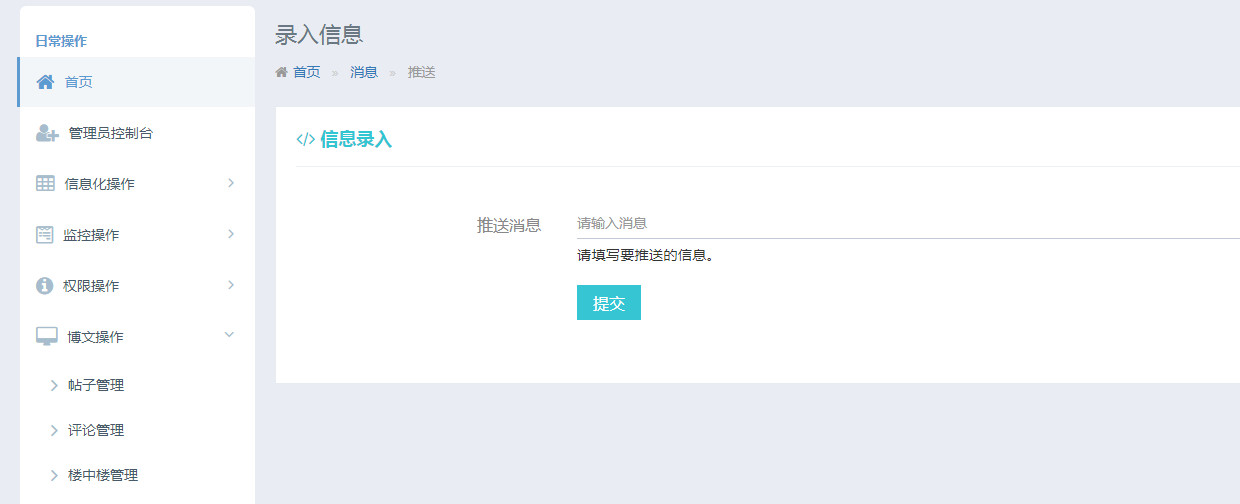 日常操作
首页
管理员控制台
信息化操作
监控操作
权限操作
博文操作
帖子管理
评论管理
楼中楼管理
录入信息
首页 » 消息 » 推送
</> 信息录入
推送消息 请输入消息
请填写要推送的信息。
提交